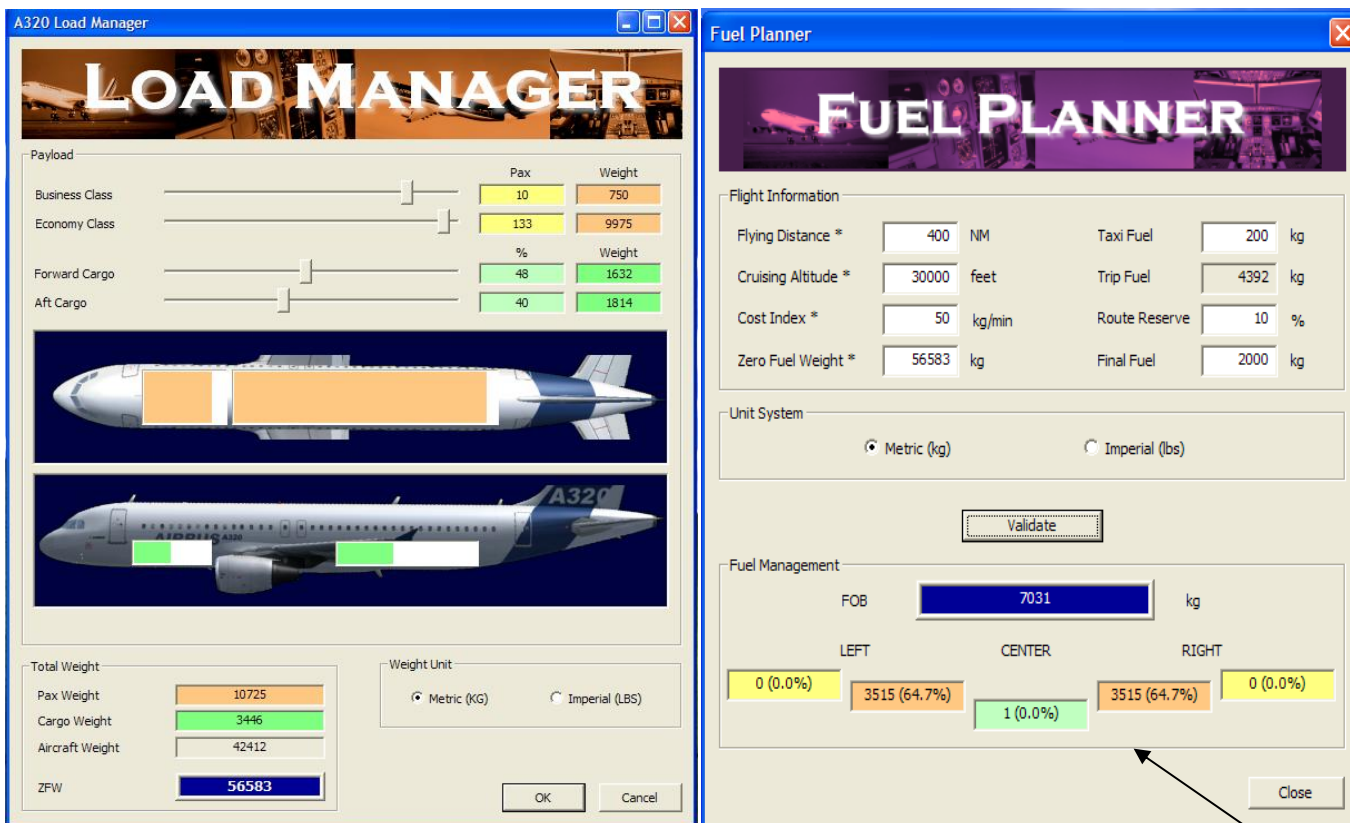 A320 Load Manager
LOAD MANAGER
Payload
Pax Weight
Business Class 10 750
Economy Class 133 9975
% Weight
Forward Cargo 48 1632
Aft Cargo 40 1814
A320
AIRBUS A320
Total Weight
Pax Weight 10725
Cargo Weight 3446
Aircraft Weight 42412
ZFW 56583
Weight Unit
Metric (KG) Imperial (LBS)
OK Cancel
Fuel Planner
FUEL PLANNER
Flight Information
Flying Distance * 400 NM Taxi Fuel 200 kg
Cruising Altitude * 30000 feet Trip Fuel 4392 kg
Cost Index * 50 kg/min Route Reserve 10 %
Zero Fuel Weight * 56583 kg Final Fuel 2000 kg
Unit System
Metric (kg) Imperial (lbs)
Validate
Fuel Management
FOB 7031 kg
LEFT CENTER RIGHT
0 (0.0%) 3515 (64.7%) 1 (0.0%) 3515 (64.7%) 0 (0.0%)
Close